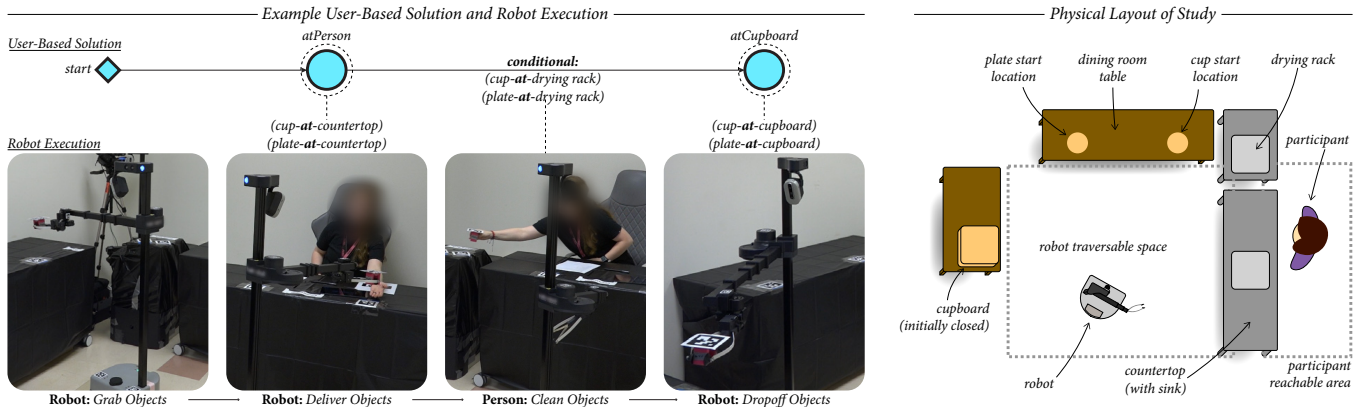 Example User-Based Solution and Robot Execution
User-Based Solution
start
atPerson
conditional:
(cup-at-drying rack)
(plate-at-drying rack)
atCupboard
(cup-at-countertop)
(plate-at-countertop)
(cup-at-cupboard)
(plate-at-cupboard)
Robot Execution
Robot: Grab Objects
Robot: Deliver Objects
Person: Clean Objects
Robot: Dropoff Objects
Physical Layout of Study
plate start
location
dining room
table
cup start
location
drying rack
participant
robot traversable space
cupboard
(initially closed)
robot
countertop
(with sink)
participant
reachable area